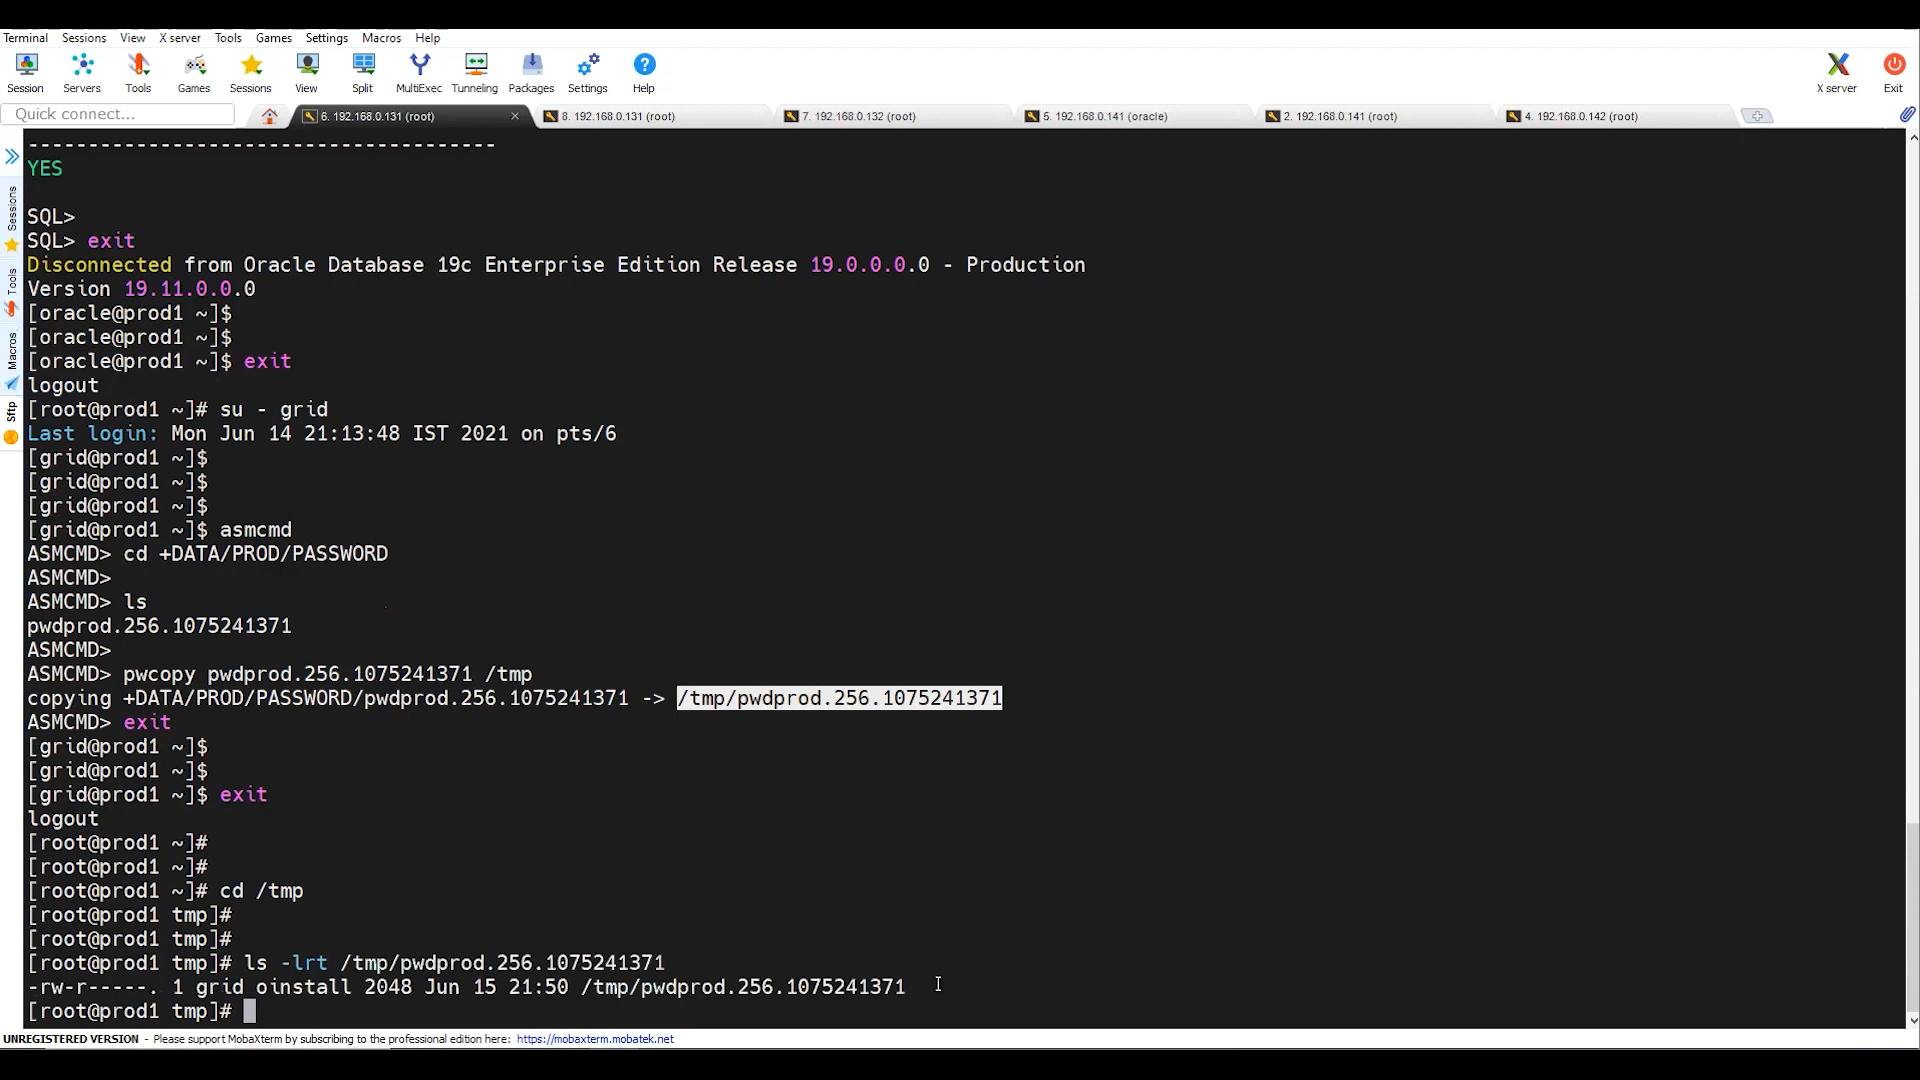 Terminal Sessions View X server Tools Games Settings Macros Help
Session Servers Tools Games Sessions View Split MultiExec Tunneling Packages Settings Help X server Exit
Quick connect... 6. 192.168.0.131 (root) 8. 192.168.0.131 (root) 7. 192.168.0.132 (root) 5. 192.168.0.141 (oracle) 2. 192.168.0.141 (root) 4. 192.168.0.142 (root)
Sessions
Tools
Macros
Sftp
---------------------------------------
YES
SQL>
SQL> exit
Disconnected from Oracle Database 19c Enterprise Edition Release 19.0.0.0.0 - Production
Version 19.11.0.0.0
[oracle@prod1 ~]$
[oracle@prod1 ~]$
[oracle@prod1 ~]$ exit
logout
[root@prod1 ~]# su - grid
Last login: Mon Jun 14 21:13:48 IST 2021 on pts/6
[grid@prod1 ~]$
[grid@prod1 ~]$
[grid@prod1 ~]$
[grid@prod1 ~]$ asmcmd
ASMCMD> cd +DATA/PROD/PASSWORD
ASMCMD>
ASMCMD> ls
pwdprod.256.1075241371
ASMCMD>
ASMCMD> pwcopy pwdprod.256.1075241371 /tmp
copying +DATA/PROD/PASSWORD/pwdprod.256.1075241371 -> /tmp/pwdprod.256.1075241371
ASMCMD> exit
[grid@prod1 ~]$
[grid@prod1 ~]$
[grid@prod1 ~]$ exit
logout
[root@prod1 ~]#
[root@prod1 ~]#
[root@prod1 ~]# cd /tmp
[root@prod1 tmp]#
[root@prod1 tmp]#
[root@prod1 tmp]# ls -lrt /tmp/pwdprod.256.1075241371
-rw-r-----. 1 grid oinstall 2048 Jun 15 21:50 /tmp/pwdprod.256.1075241371
[root@prod1 tmp]#
UNREGISTERED VERSION - Please support MobaXterm by subscribing to the professional edition here: https://mobaxterm.mobatek.net